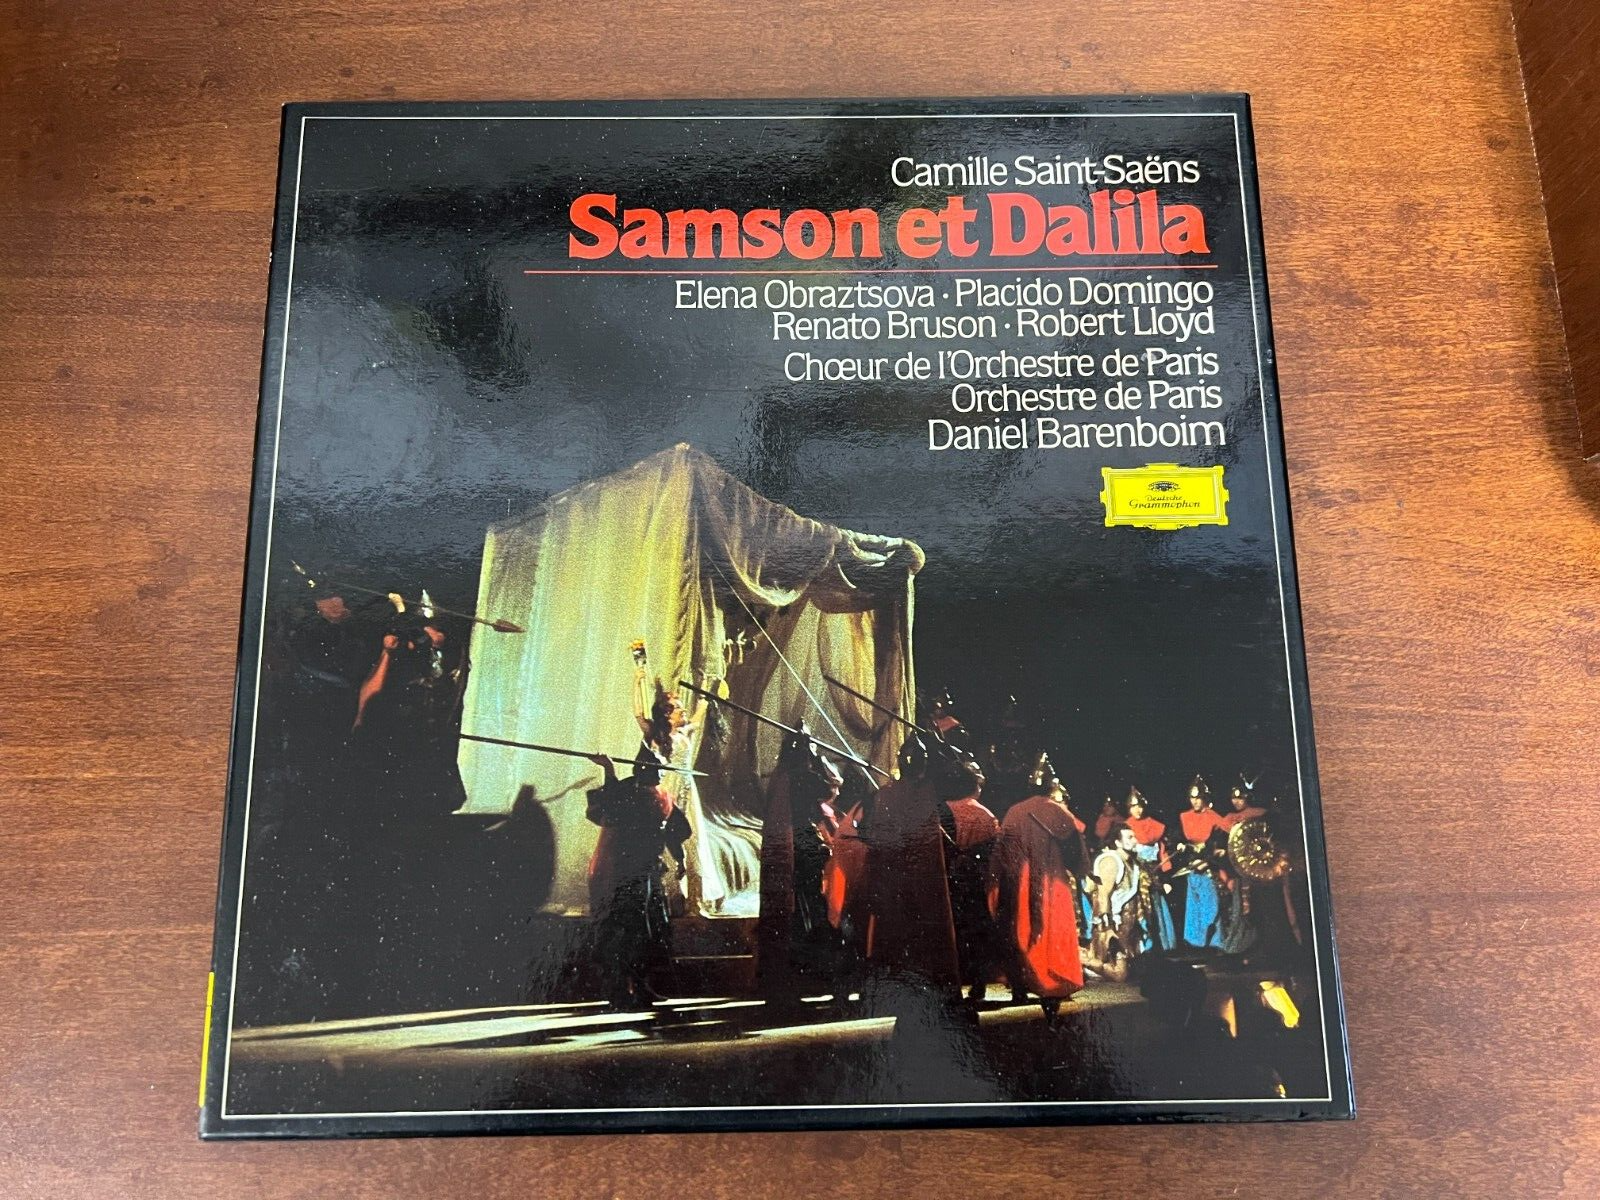 Camille Saint-Saëns
Samson et Dalila
Elena Obraztsova · Placido Domingo
Renato Bruson · Robert Lloyd
Chœur de l'Orchestre de Paris
Orchestre de Paris
Daniel Barenboim
Deutsche
Grammophon